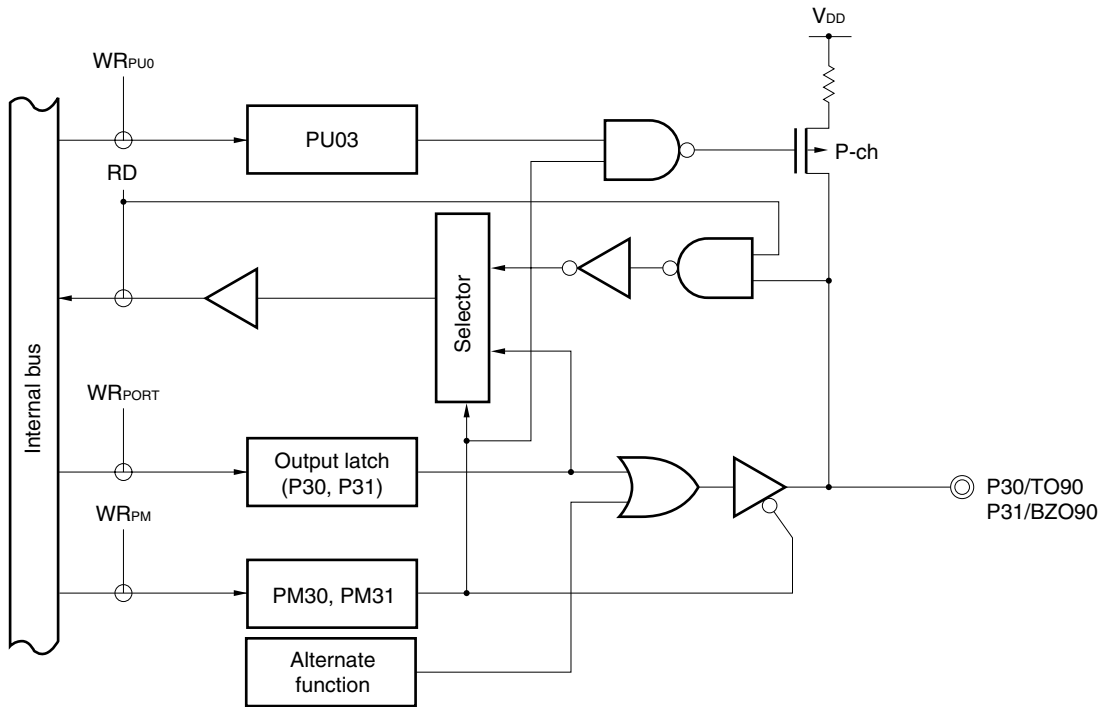 VDD
WRPU0
PU03
P-ch
RD
Selector
Internal bus
WRPORT
Output latch
(P30, P31)
P30/TO90
P31/BZO90
WRPM
PM30, PM31
Alternate
function